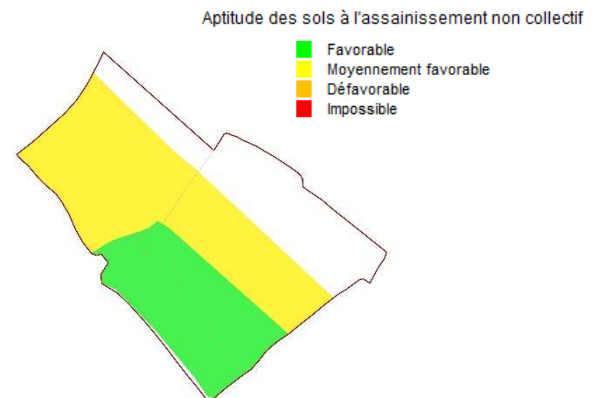 Aptitude des sols à l'assainissement non collectif
Favorable
Moyennement favorable
Défavorable
Impossible